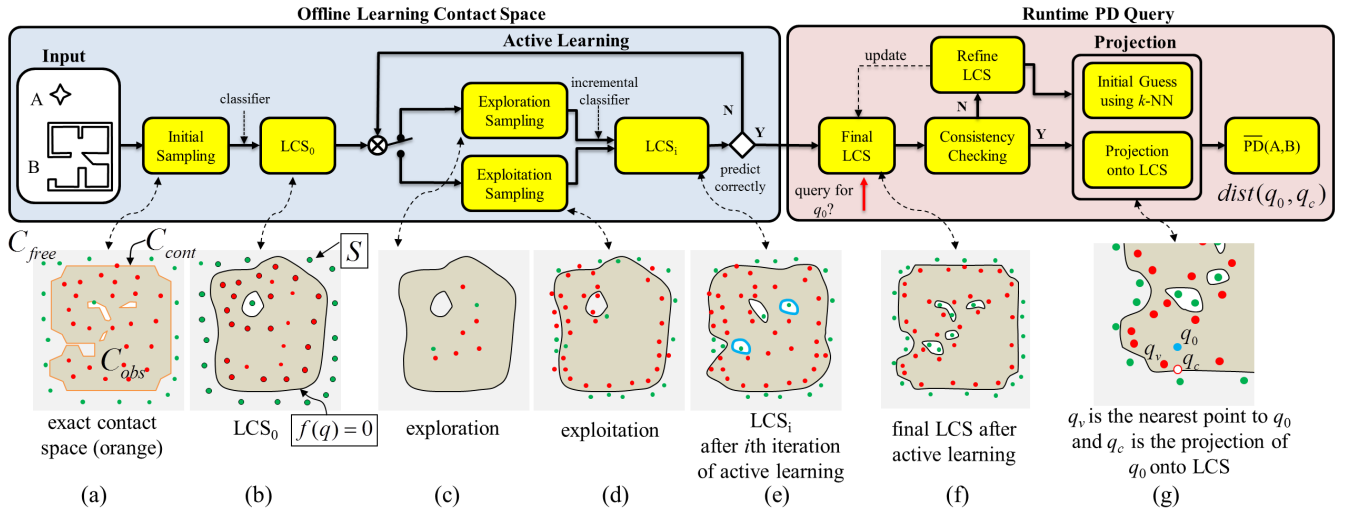 Offline Learning Contact Space
Runtime PD Query
Input
A
B
Initial
Sampling
classifier
LCS0
Active Learning
Exploration
Sampling
Exploitation
Sampling
incremental
classifier
LCSi
N
Y
predict
correctly
Final
LCS
query for
q0?
update
Refine
LCS
N
Consistency
Checking
Y
Projection
Initial Guess
using k-NN
Projection
onto LCS
PD(A,B)
dist(q0, qc)
Cfree
Ccont
Cobs
S
f(q)=0
q0
qv
qc
exact contact
space (orange)
LCS0
exploration
exploitation
LCSi
after ith iteration
of active learning
final LCS after
active learning
qv is the nearest point to q0
and qc is the projection of
q0 onto LCS
(a)
(b)
(c)
(d)
(e)
(f)
(g)